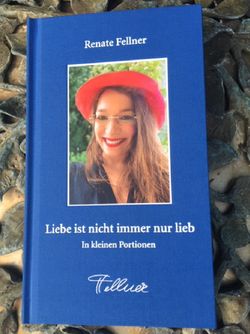 Renate Fellner
Liebe ist nicht immer nur lieb
In kleinen Portionen
Fellner